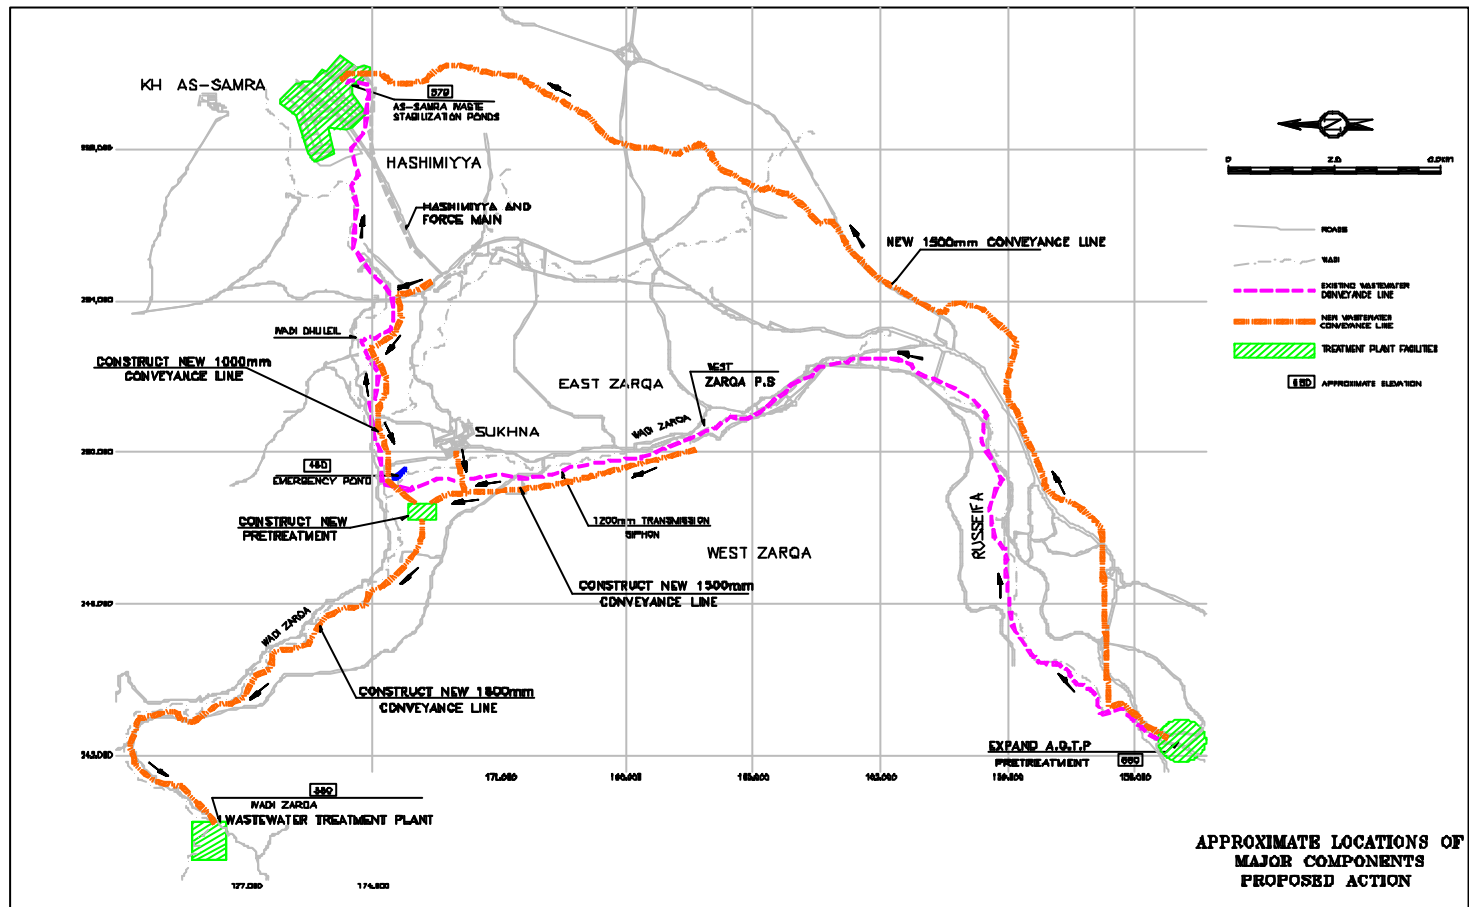 KH AS-SAMRA
579
AS-SAMRA WASTE
STABILIZATION PONDS
HASHIMIYYA
HASHIMIYYA AND
FORCE MAIN
NEW 1500mm CONVEYANCE LINE
N
0
ROADS
WADI
EXISTING WASTEWATER
CONVEYANCE LINE
NEW WASTEWATER
CONVEYANCE LINE
TREATMENT PLANT FACILITIES
APPROXIMATE ELEVATION
WADI DHULEIL
CONSTRUCT NEW 1000mm
CONVEYANCE LINE
WEST
ZARQA P.S
EAST ZARQA
WADI ZARQA
SUKHNA
EMERGENCY POND
CONSTRUCT NEW
PRETREATMENT
1200mm TRANSMISSION
SIPHON
WEST ZARQA
RUSSEIFA
CONSTRUCT NEW 1500mm
CONVEYANCE LINE
WADI ZARQA
CONSTRUCT NEW 1800mm
CONVEYANCE LINE
EXPAND A.Q.T.P
PRETREATMENT
WADI ZARQA
WASTEWATER TREATMENT PLANT
APPROXIMATE LOCATIONS OF
MAJOR COMPONENTS
PROPOSED ACTION